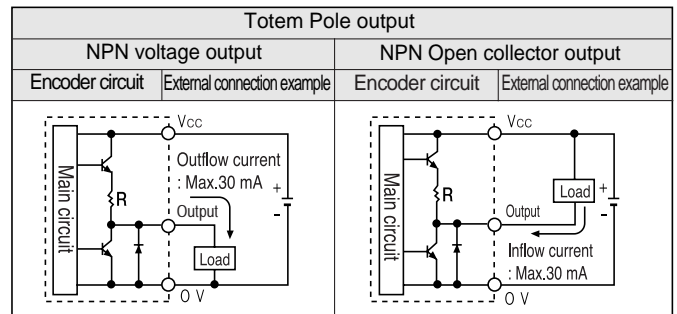 Totem Pole output
NPN voltage output
NPN Open collector output
Encoder circuit
External connection example
Encoder circuit
External connection example
Main circuit
R
Vcc
Outflow current
: Max.30 mA
Output
Load
+
-
O V
Main circuit
R
Vcc
Load
+
-
Output
Inflow current
: Max.30 mA
O V